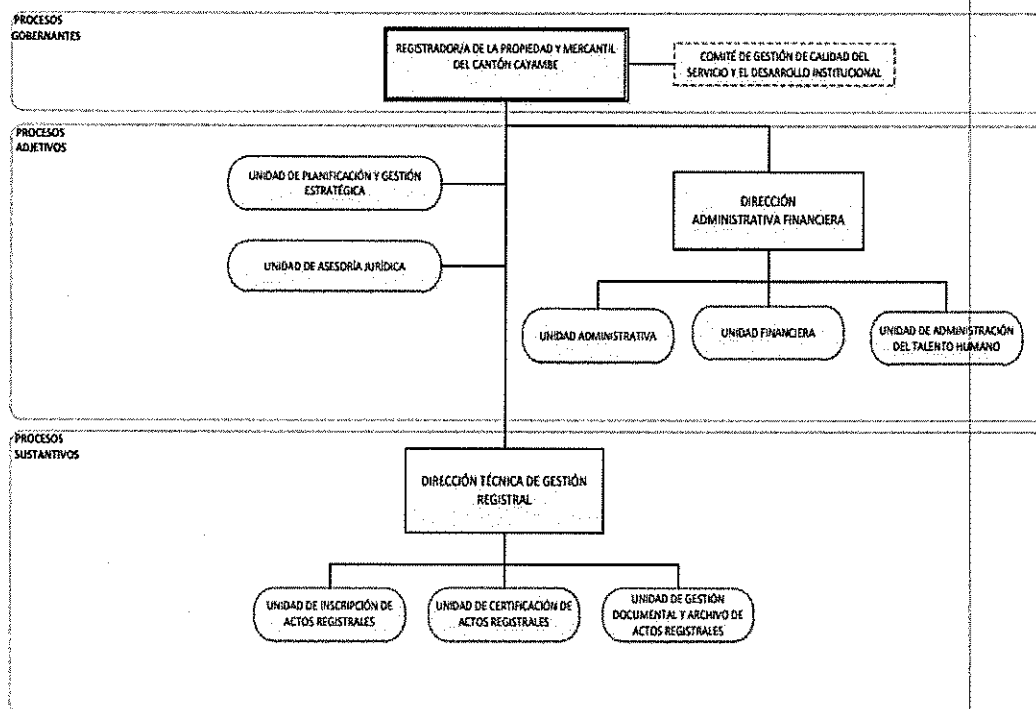 PROCESOS
GOBERNANTES
REGISTRADOR/A DE LA PROPIEDAD Y MERCANTIL
DEL CANTÓN CAYAMBE
COMITÉ DE GESTIÓN DE CALIDAD DEL
SERVICIO Y EL DESARROLLO INSTITUCIONAL
PROCESOS
ADJETIVOS
UNIDAD DE PLANIFICACIÓN Y GESTIÓN
ESTRATÉGICA
DIRECCIÓN
ADMINISTRATIVA FINANCIERA
UNIDAD DE ASESORÍA JURÍDICA
UNIDAD ADMINISTRATIVA
UNIDAD FINANCIERA
UNIDAD DE ADMINISTRACIÓN
DEL TALENTO HUMANO
PROCESOS
SUSTANTIVOS
DIRECCIÓN TÉCNICA DE GESTIÓN
REGISTRAL
UNIDAD DE INSCRIPCIÓN DE
ACTOS REGISTRALES
UNIDAD DE CERTIFICACIÓN DE
ACTOS REGISTRALES
UNIDAD DE GESTIÓN
DOCUMENTAL Y ARCHIVO DE
ACTOS REGISTRALES